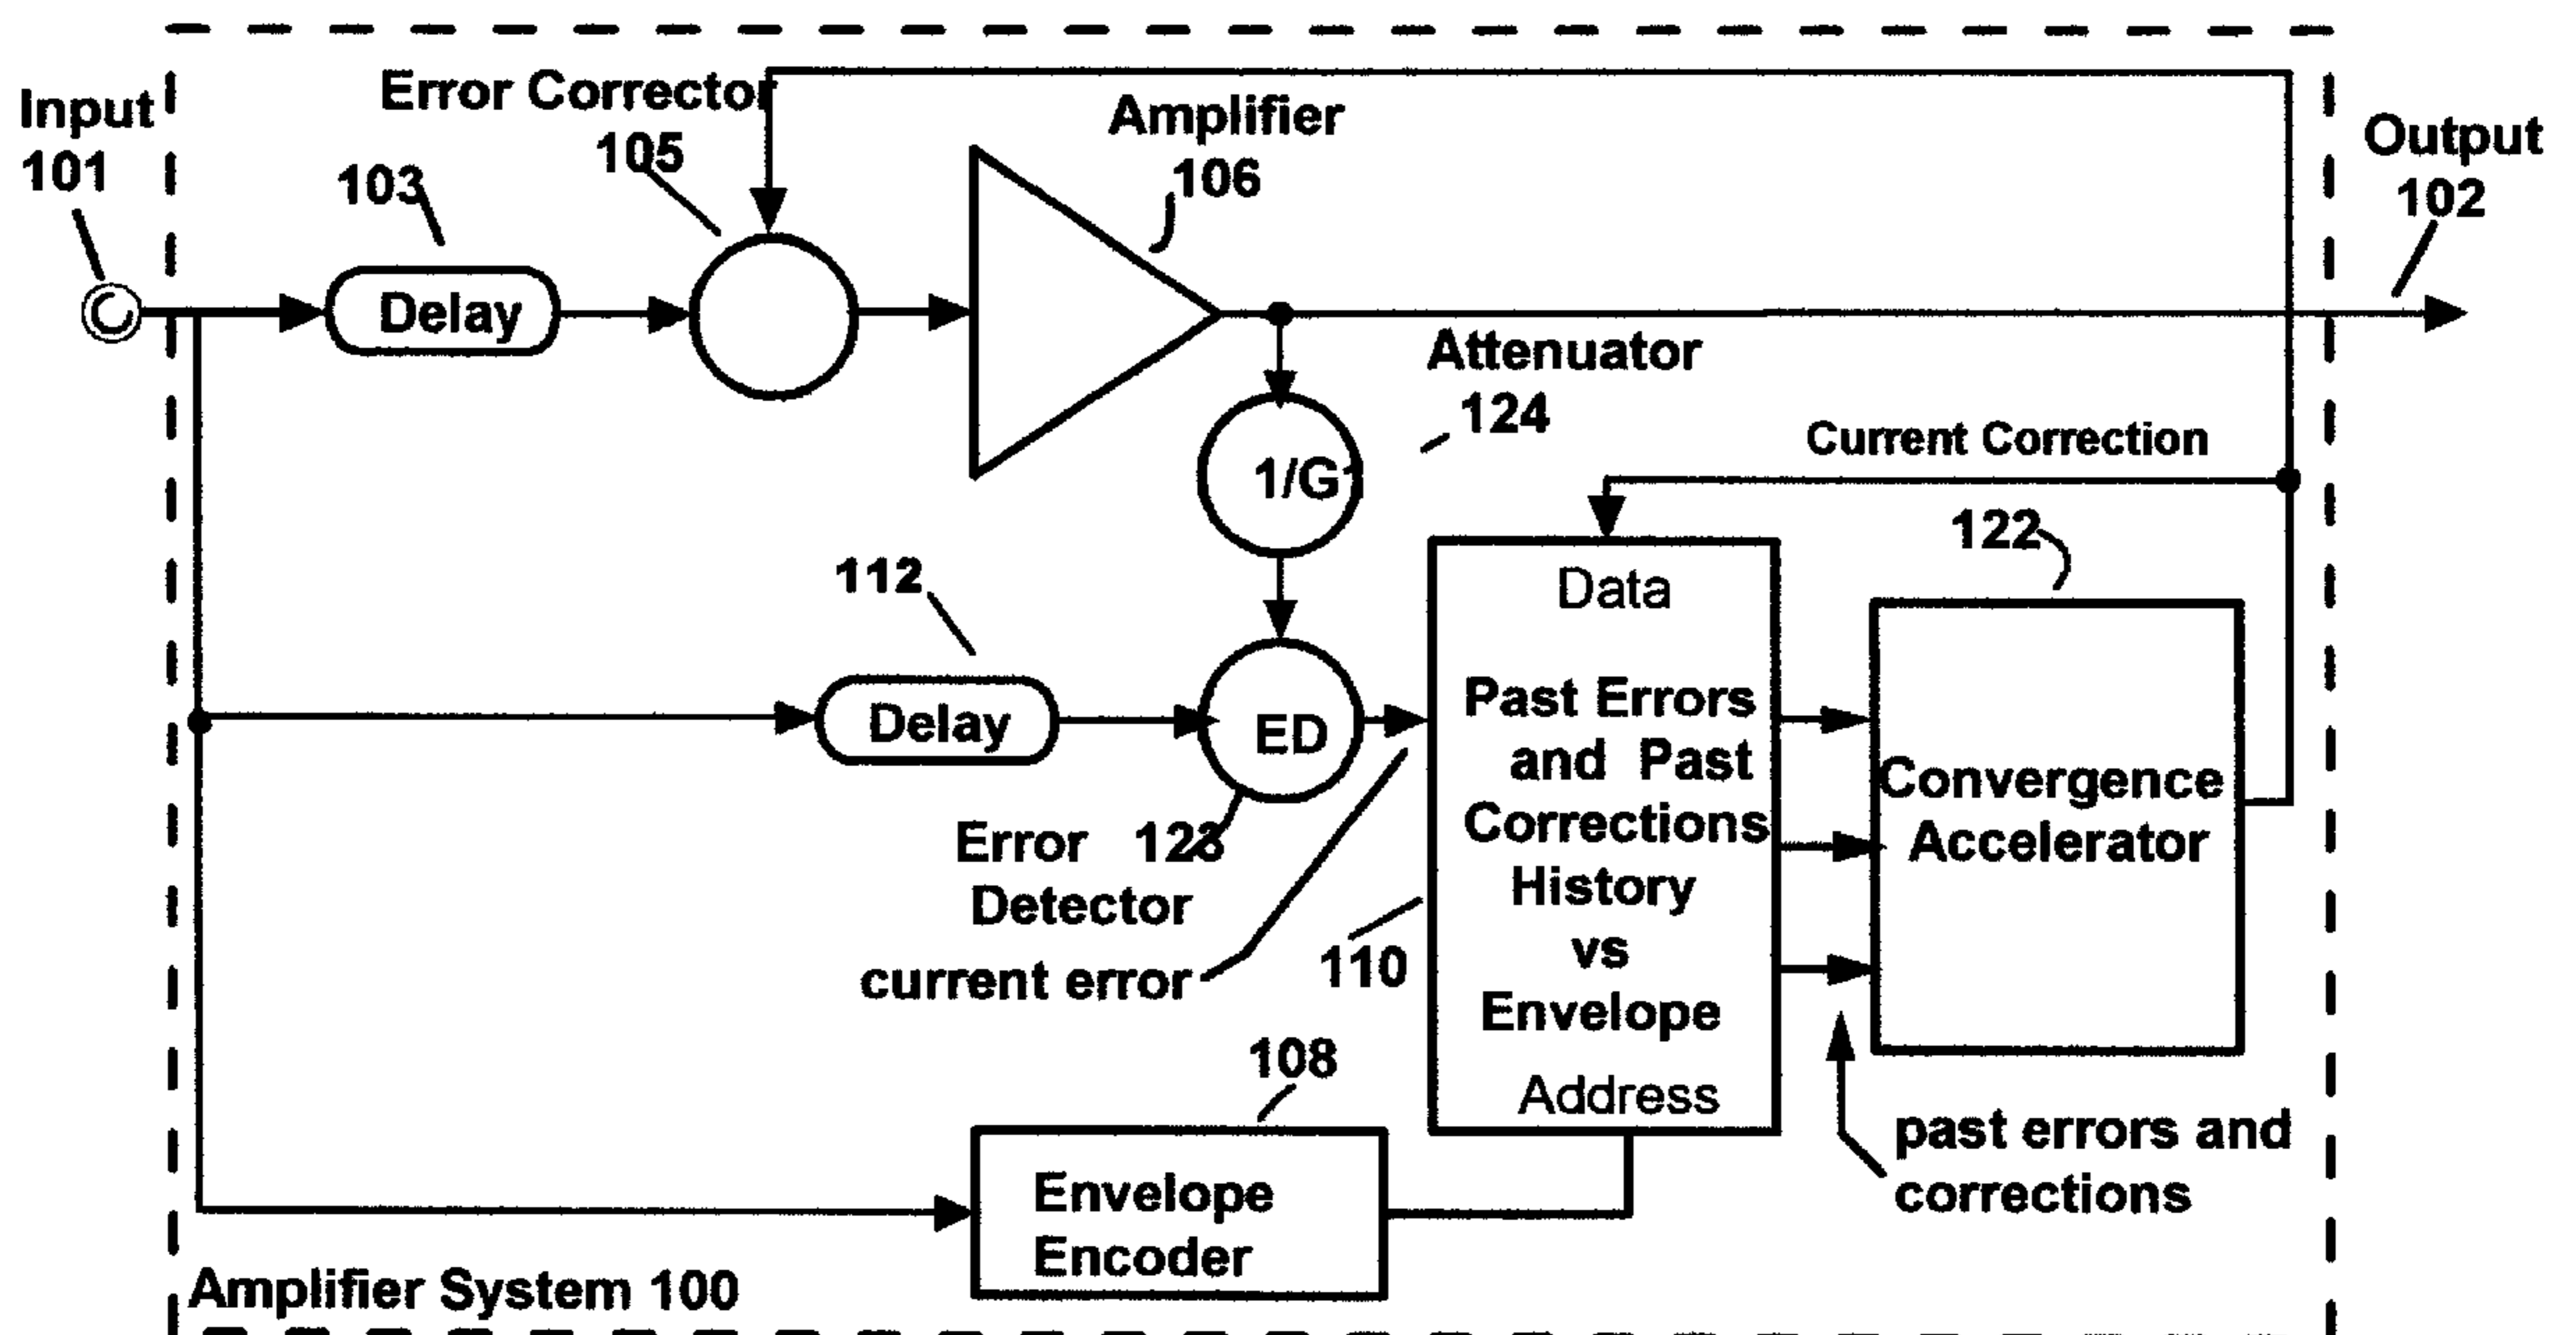 Input
101
Error Corrector
105
103
Delay
Amplifier
106
Output
102
Attenuator
124
1/G
Current Correction
122
112
Delay
ED
Error 123
Detector
current error
110
Data
Past Errors
and Past
Corrections
History
vs
Envelope
Address
Convergence
Accelerator
past errors and
corrections
108
Envelope
Encoder
Amplifier System 100